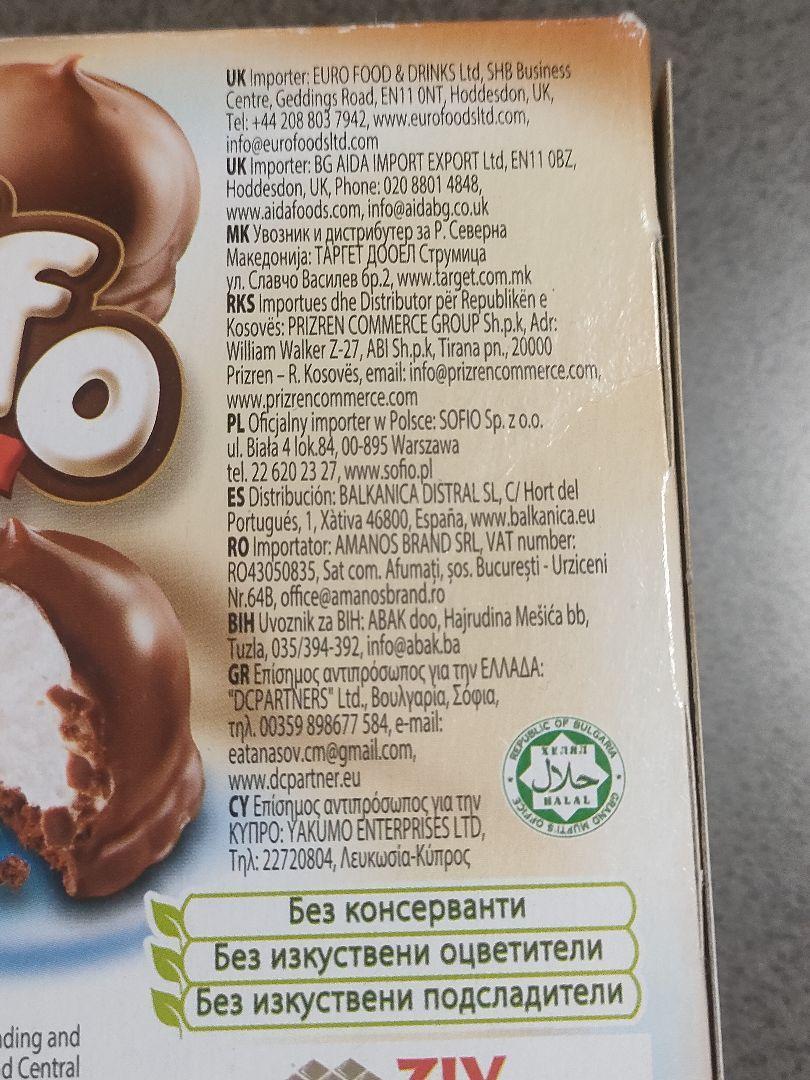 UK Importer: EURO FOOD & DRINKS Ltd, SHB Business
Centre, Geddings Road, EN11 0NT, Hoddesdon, UK,
Tel: +44 208 803 7942, www.eurofoodsltd.com,
info@eurofoodsltd.com
UK Importer: BG AIDA IMPORT EXPORT Ltd, EN11 0BZ,
Hoddesdon, UK, Phone: 020 8801 4848,
www.aidafoods.com, info@aidabg.co.uk
MK Увозник и дистрибутер за Р. Северна
Македонија: ТАРГЕТ ДООЕЛ Струмица
ул. Славчо Василев бр.2, www.target.com.mk
RKS Importues dhe Distributor për Republikën e
Kosovës: PRIZREN COMMERCE GROUP Sh.p.k, Adr:
William Walker Z-27, ABI Sh.p.k, Tirana pn., 20000
Prizren – R. Kosovës, email: info@prizrencommerce.com,
www.prizrencommerce.com
PL Oficjalny importer w Polsce: SOFIO Sp. z o.o.
ul. Biała 4 lok.84, 00-895 Warszawa
tel. 22 620 23 27, www.sofio.pl
ES Distribución: BALKANICA DISTRAL SL, C/ Hort del
Portugués, 1, Xàtiva 46800, España, www.balkanica.eu
RO Importator: AMANOS BRAND SRL, VAT number:
RO43050835, Sat com. Afumați, șos. București - Urziceni
Nr.64B, office@amanosbrand.ro
BIH Uvoznik za BIH: ABAK doo, Hajrudina Mešića bb,
Tuzla, 035/394-392, info@abak.ba
GR Επίσημος αντιπρόσωπος για την ΕΛΛΑΔΑ:
"DCPARTNERS" Ltd., Βουλγαρία, Σόφια,
τηλ. 00359 898677 584, e-mail:
eatanasov.cm@gmail.com,
www.dcpartner.eu
CY Επίσημος αντιπρόσωπος για την
ΚΥΠΡΟ: YAKUMO ENTERPRISES LTD,
Τηλ: 22720804, Λευκωσία-Κύπρος
REPUBLIC OF BULGARIA
ХЕЛЯЛ
حلال
HALAL
GRAND MUFTI'S OFFICE
fo
Без консерванти
Без изкуствени оцветители
Без изкуствени подсладители
ding and
d Central
ZIV